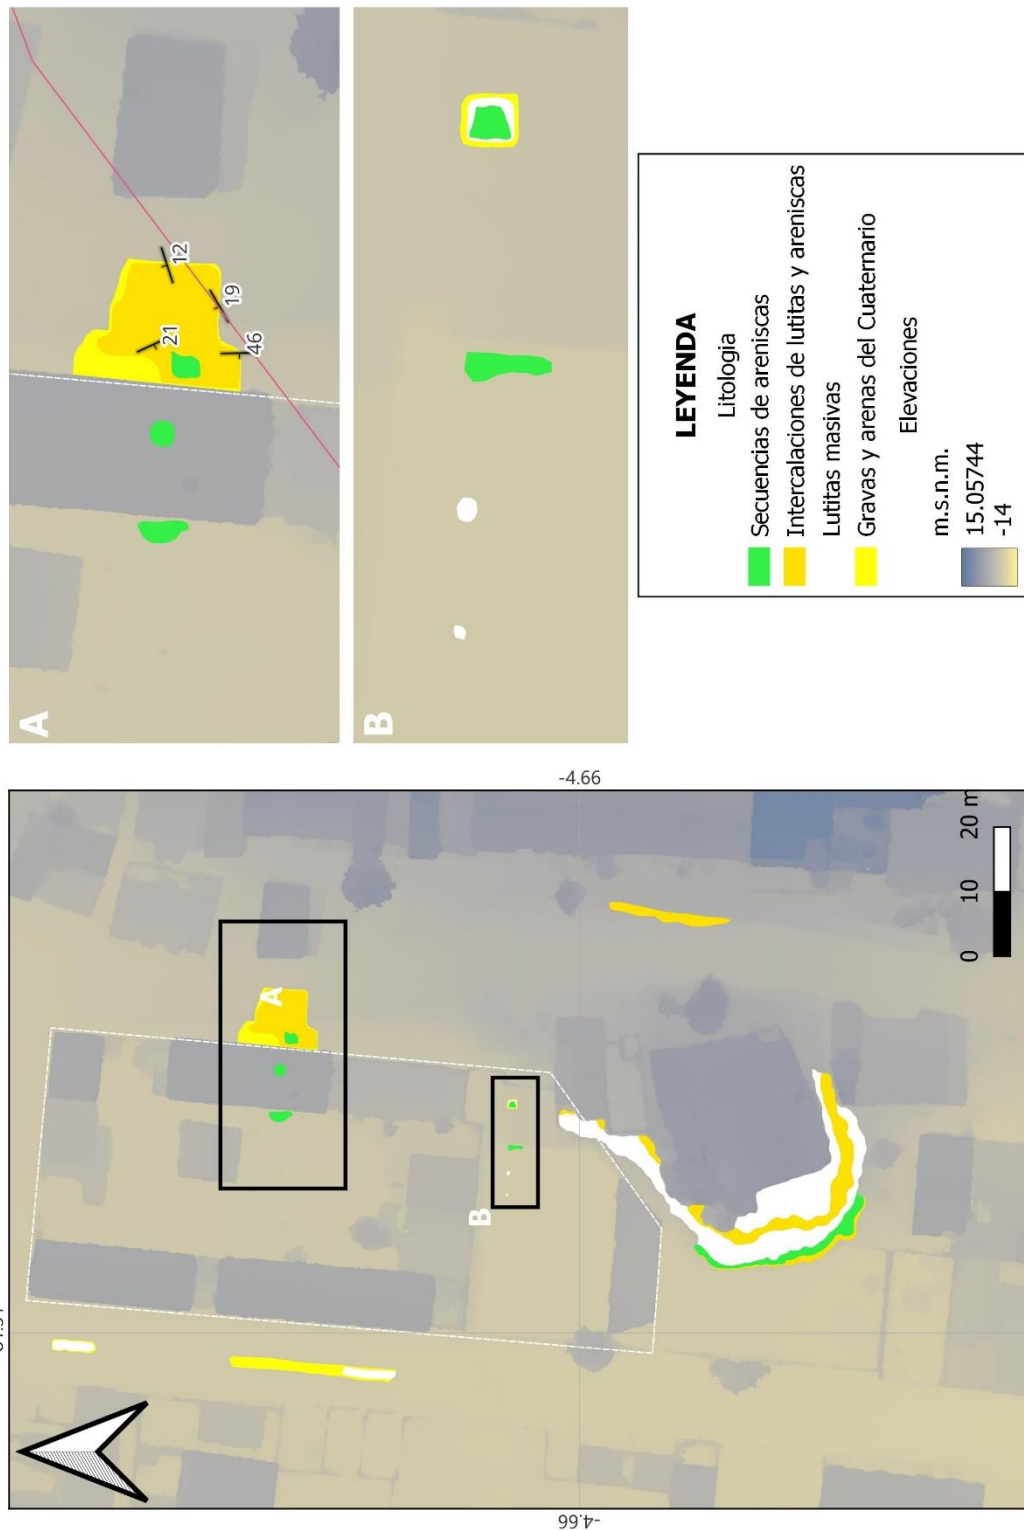 A
12
19
21
46
B
LEYENDA
Litologia
Secuencias de areniscas
Intercalaciones de lutitas y areniscas
Lutitas masivas
Gravas y arenas del Cuaternario
Elevaciones
m.s.n.m.
15.05744
-14
-4.66
A
B
0 10 20 m
-4.66